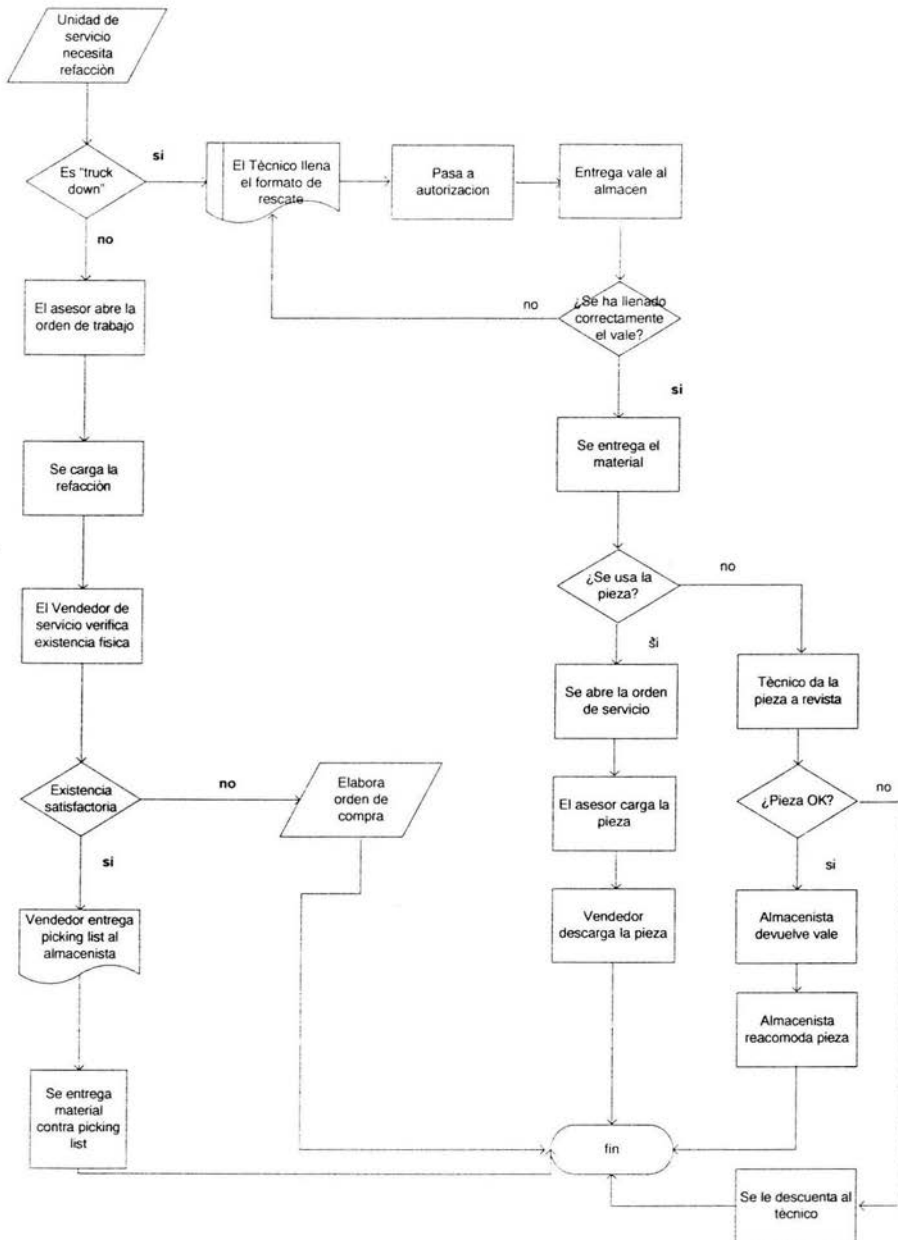 Unidad de
servicio
necesita
refacción
Es "truck
down"
si
El Tècnico llena
el formato de
rescate
Pasa a
autorizacion
Entrega vale al
almacen
no
El asesor abre la
orden de trabajo
no
¿Se ha llenado
correctamente
el vale?
si
Se carga la
refacciòn
Se entrega el
material
El Vendedor de
servicio verifica
existencia fisica
¿Se usa la
pieza?
no
si
Se abre la orden
de servicio
Tècnico da la
pieza a revista
Existencia
satisfactoria
no
Elabora
orden de
compra
El asesor carga la
pieza
¿Pieza OK?
no
si
si
Vendedor entrega
picking list al
almacenista
Vendedor
descarga la pieza
Almacenista
devuelve vale
Almacenista
reacomoda pieza
Se entrega
material
contra picking
list
fin
Se le descuenta al
tècnico